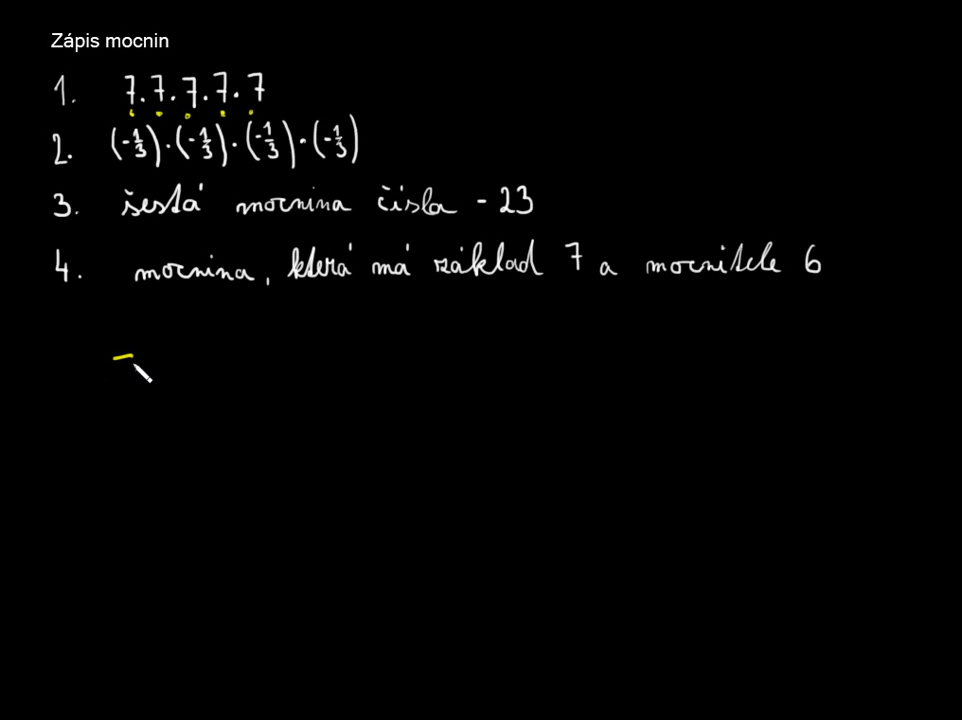 Zápis mocnin
1. 7.7.7.7.7
2. (-1/3)·(-1/3)·(-1/3)·(-1/3)
3. šestá mocnina čísla -23
4. mocnina, která má základ 7 a mocnitele 6